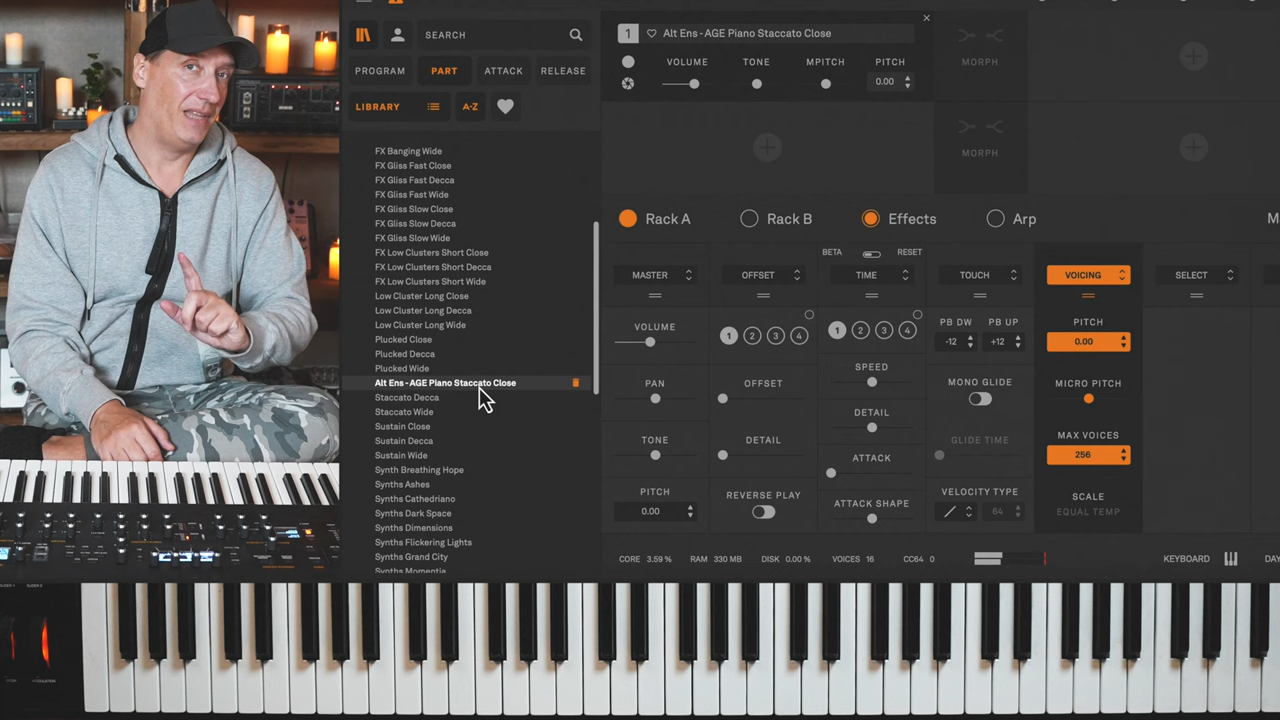 SEARCH
PROGRAM PART ATTACK RELEASE
LIBRARY A-Z
FX Banging Wide
FX Gliss Fast Close
FX Gliss Fast Decca
FX Gliss Fast Wide
FX Gliss Slow Close
FX Gliss Slow Decca
FX Gliss Slow Wide
FX Low Clusters Short Close
FX Low Clusters Short Decca
FX Low Clusters Short Wide
Low Cluster Long Close
Low Cluster Long Decca
Low Cluster Long Wide
Plucked Close
Plucked Decca
Plucked Wide
Alt Ens - AGE Piano Staccato Close
Staccato Decca
Staccato Wide
Sustain Close
Sustain Decca
Sustain Wide
Synth Breathing Hope
Synths Ashes
Synths Cathedriano
Synths Dark Space
Synths Dimensions
Synths Flickering Lights
Synths Grand City
Synths Momentia
1 Alt Ens - AGE Piano Staccato Close
VOLUME TONE MPITCH PITCH
0.00
MORPH
MORPH
Rack A Rack B Effects Arp M
BETA RESET
MASTER OFFSET TIME TOUCH VOICING SELECT
VOLUME
PAN
TONE
PITCH
0.00
1 2 3 4
OFFSET
DETAIL
REVERSE PLAY
1 2 3 4
SPEED
DETAIL
ATTACK
ATTACK SHAPE
PB DW PB UP
-12 +12
MONO GLIDE
GLIDE TIME
VELOCITY TYPE
64
PITCH
0.00
MICRO PITCH
MAX VOICES
256
SCALE
EQUAL TEMP
CORE 3.59 % RAM 330 MB DISK 0.00 % VOICES 16 CC64 0 KEYBOARD DAY
MODULATION